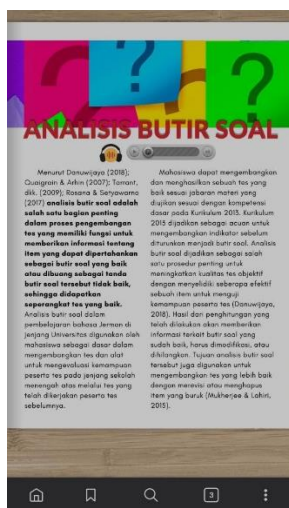 ANALISIS BUTIR SOAL
Menurut Danuwijaya (2018);
Quaigrain & Arhin (2017); Tarrant,
dkk. (2009); Rosana & Setyawarno
(2017) analisis butir soal adalah
salah satu bagian penting
dalam proses pengembangan
tes yang memiliki fungsi untuk
memberikan informasi tentang
item yang dapat dipertahankan
sebagai butir soal yang baik
atau dibuang sebagai tanda
butir soal tersebut tidak baik,
sehingga didapatkan
seperangkat tes yang baik.
Analisis butir soal dalam
pembelajaran bahasa Jerman di
jenjang Universitas digunakan oleh
mahasiswa sebagai dasar dalam
mengembangkan tes dan alat
untuk mengevaluasi kemampuan
peserta tes pada jenjang sekolah
menengah atas melalui tes yang
telah dikerjakan peserta tes
sebelumnya.
Mahasiswa dapat mengembangkan
dan menghasilkan sebuah tes yang
baik sesuai jabaran materi yang
diujikan sesuai dengan kompetensi
dasar pada Kurikulum 2013. Kurikulum
2013 dijadikan sebagai acuan untuk
mengembangkan indikator sebelum
diturunkan menjadi butir soal. Analisis
butir soal dijadikan sebagai salah
satu prosedur penting untuk
meningkatkan kualitas tes objektif
dengan menyelidiki seberapa efektif
sebuah item untuk menguji
kemampuan peserta tes (Danuwijaya,
2018). Hasil dari penghitungan yang
telah dilakukan akan memberikan
informasi terkait butir soal yang
sudah baik, harus dimodifikasi, atau
dihilangkan. Tujuan analisis butir soal
tersebut juga digunakan untuk
mengembangkan tes yang lebih baik
dengan merevisi atau menghapus
item yang buruk (Mukherjee & Lahiri,
2015).
3